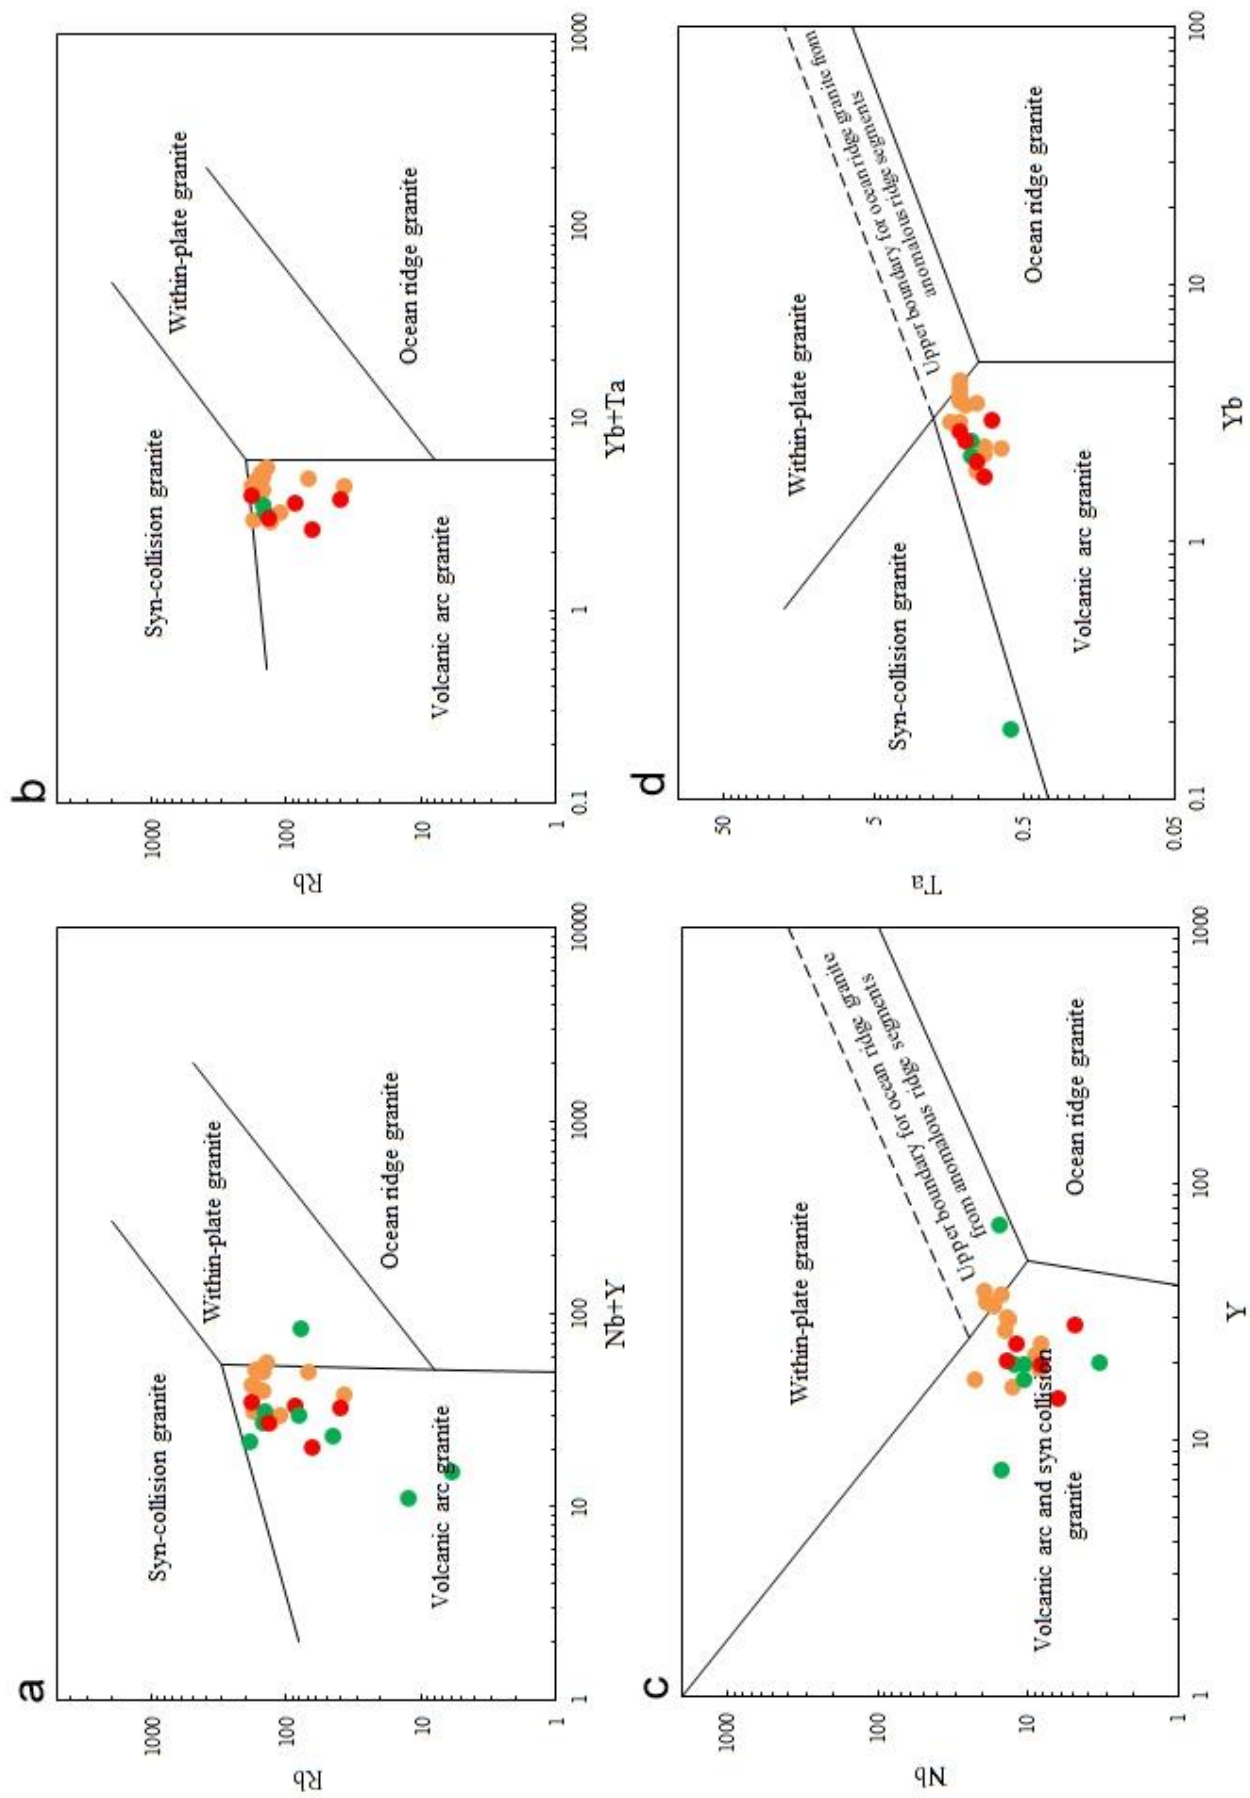 a
1000
100
10
1
Rb
Syn-collision granite
Within-plate granite
Volcanic arc granite
Ocean ridge granite
1
10
100
1000
10000
Nb+Y
b
1000
100
10
1
Rb
Syn-collision granite
Within-plate granite
Volcanic arc granite
Ocean ridge granite
0.1
1
10
100
1000
Yb+Ta
c
1000
100
10
1
Nb
Within-plate granite
Upper boundary for ocean ridge granite
from anomalous ridge segments
Volcanic arc and syn collision
granite
Ocean ridge granite
1
10
100
1000
Y
d
50
5
0.5
0.05
Ta
Within-plate granite
Syn-collision granite
Upper boundary for ocean ridge granite from
anomalous ridge segments
Volcanic arc granite
Ocean ridge granite
0.1
1
10
100
Yb